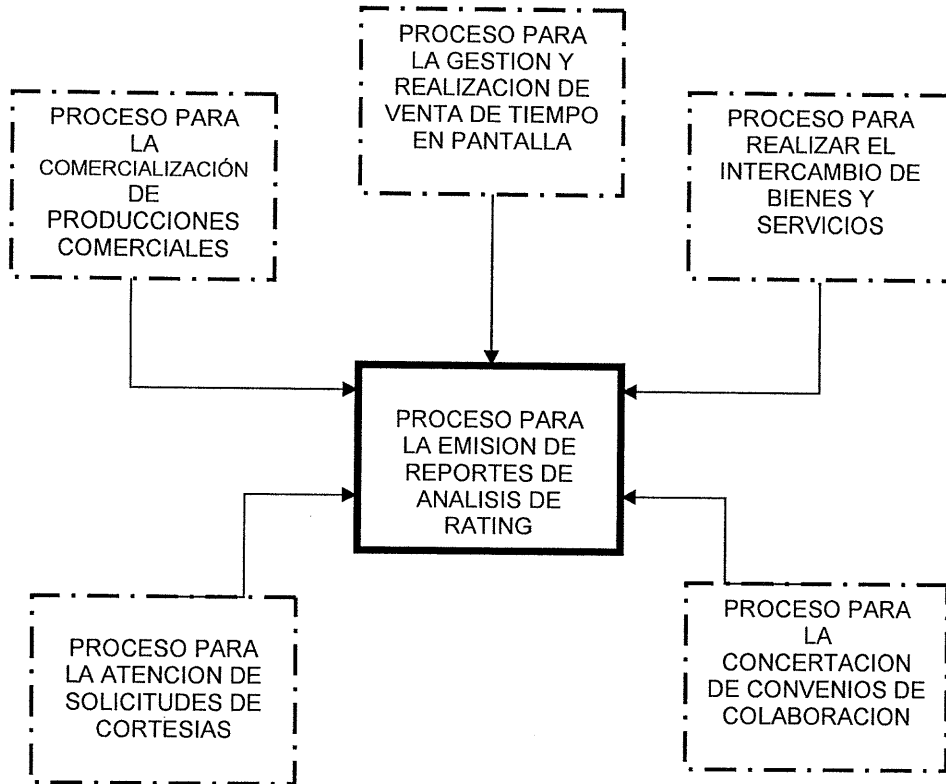 PROCESO PARA
LA GESTION Y
REALIZACION DE
VENTA DE TIEMPO
EN PANTALLA
PROCESO PARA
LA
COMERCIALIZACIÓN
DE
PRODUCCIONES
COMERCIALES
PROCESO PARA
REALIZAR EL
INTERCAMBIO DE
BIENES Y
SERVICIOS
PROCESO PARA
LA EMISION DE
REPORTES DE
ANALISIS DE
RATING
PROCESO PARA
LA ATENCION DE
SOLICITUDES DE
CORTESIAS
PROCESO PARA
LA
CONCERTACION
DE CONVENIOS DE
COLABORACION